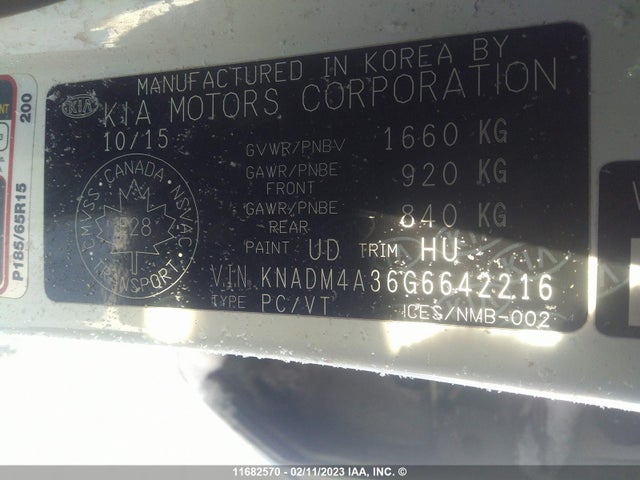 MANUFACTURED IN KOREA BY
KIA KIA MOTORS CORPORATION
10/15
GVWR/PNBV 1660 KG
GAWR/PNBE FRONT 920 KG
GAWR/PNBE REAR 840 KG
PAINT UD TRIM HU
VIN KNADM4A36G6642216
TYPE PC/VT
ICES/NMB-002
CANADA
CMVSS NSVAC
28
TRANSPORT
200
P185/65R15
11682570 - 02/11/2023 IAA, INC. ©